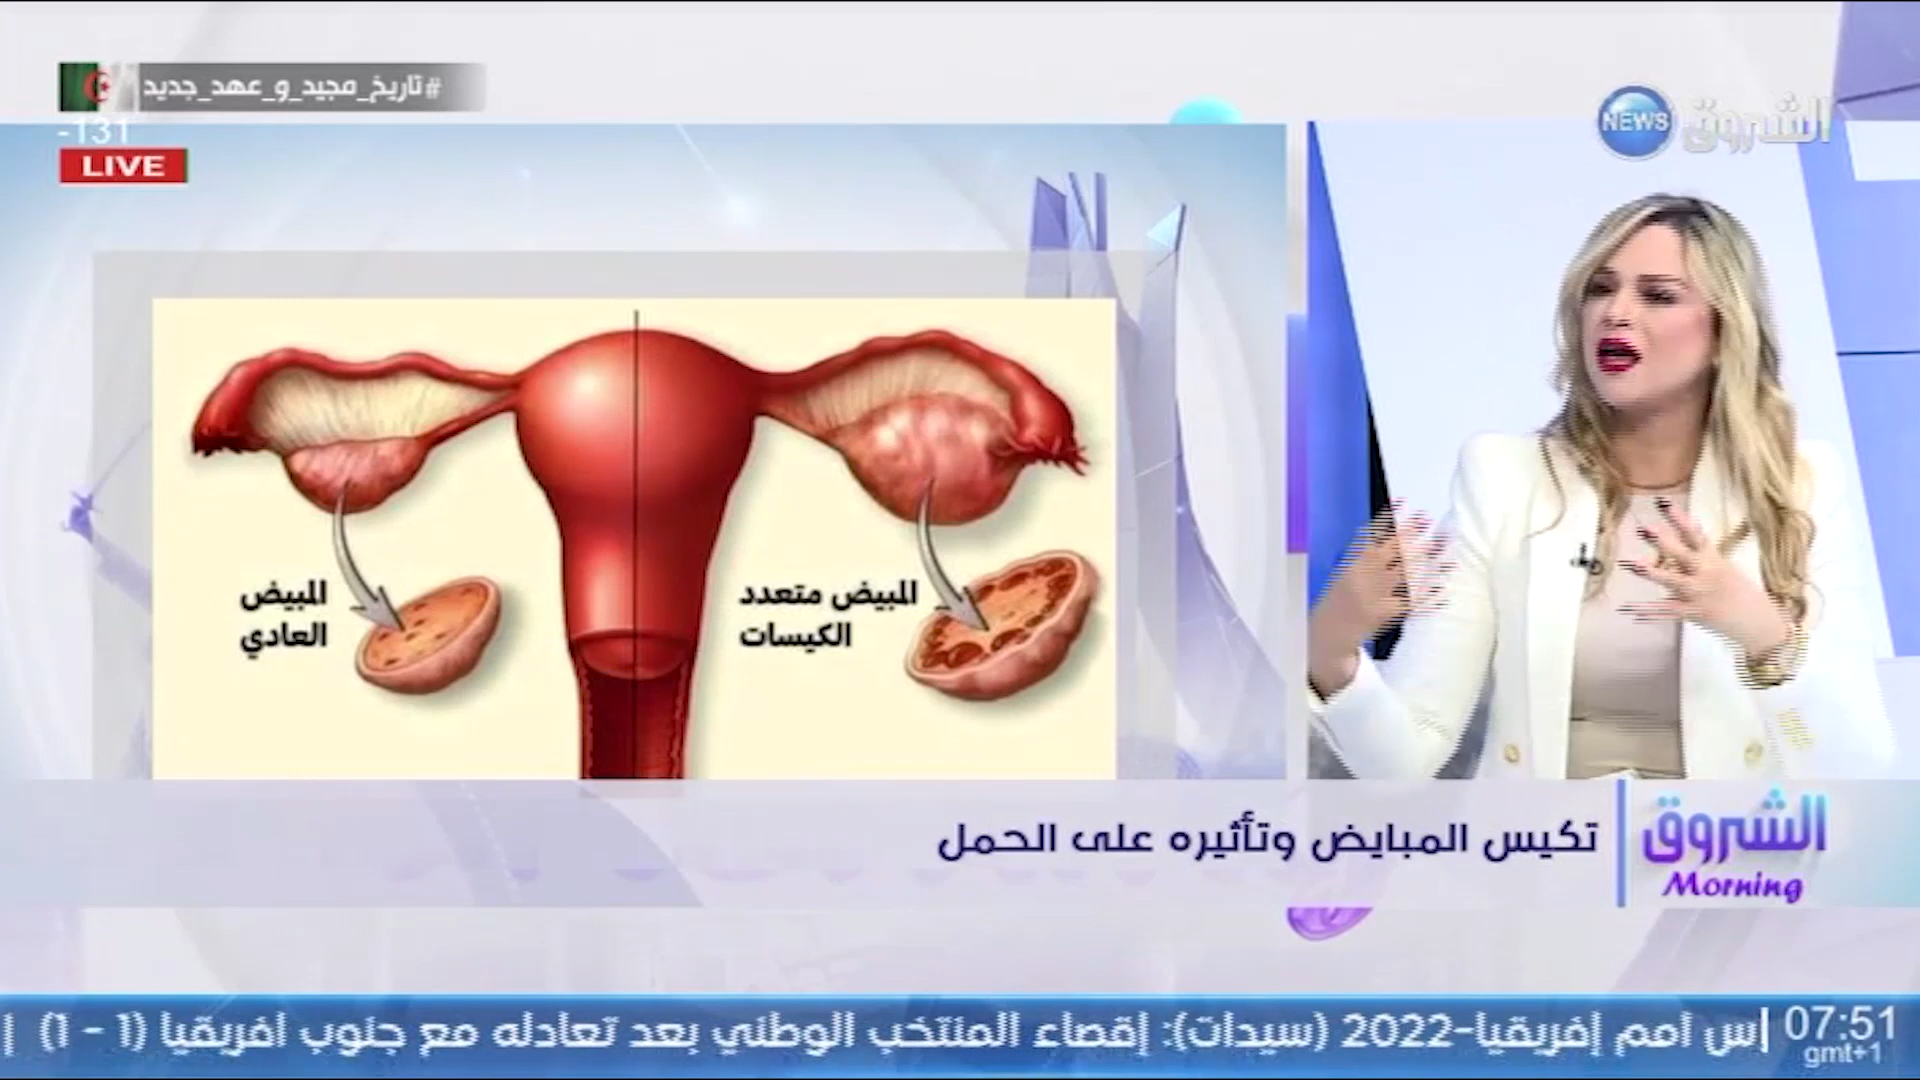 #تاريخ_مجيد_و_عهد_جديد
-131
LIVE
NEWS الشروق
المبيض
العادي
المبيض متعدد
الكيسات
تكيس المبايض وتأثيره على الحمل
الشروق
Morning
س امم إفريقيا-2022 (سيدات): إقصاء المنتخب الوطني بعد تعادله مع جنوب افريقيا (1 - 1)
07:51
gmt+1